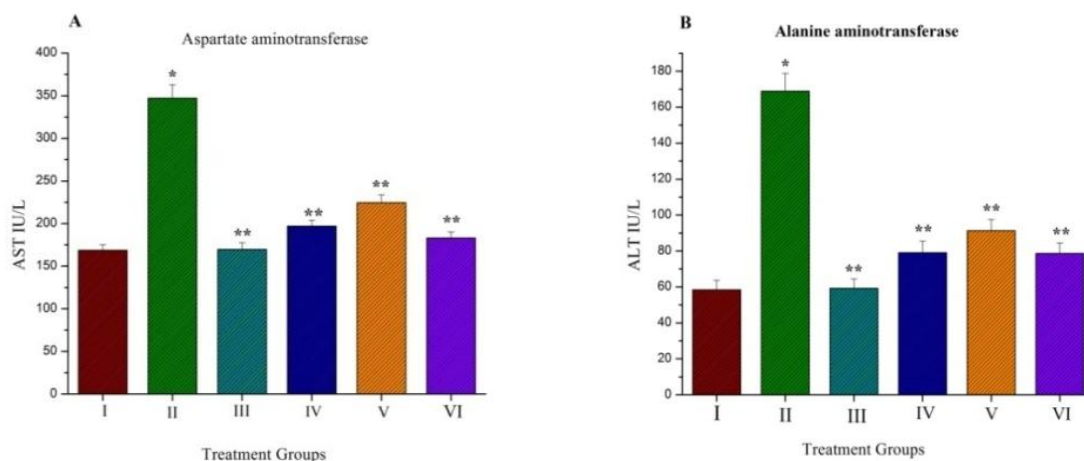 A
Aspartate aminotransferase
400
350
300
250
200
150
100
50
0
AST IU/L
*
**
**
**
**
I II III IV V VI
Treatment Groups
B
Alanine aminotransferase
180
160
140
120
100
80
60
40
20
0
ALT IU/L
*
**
**
**
**
I II III IV V VI
Treatment Groups